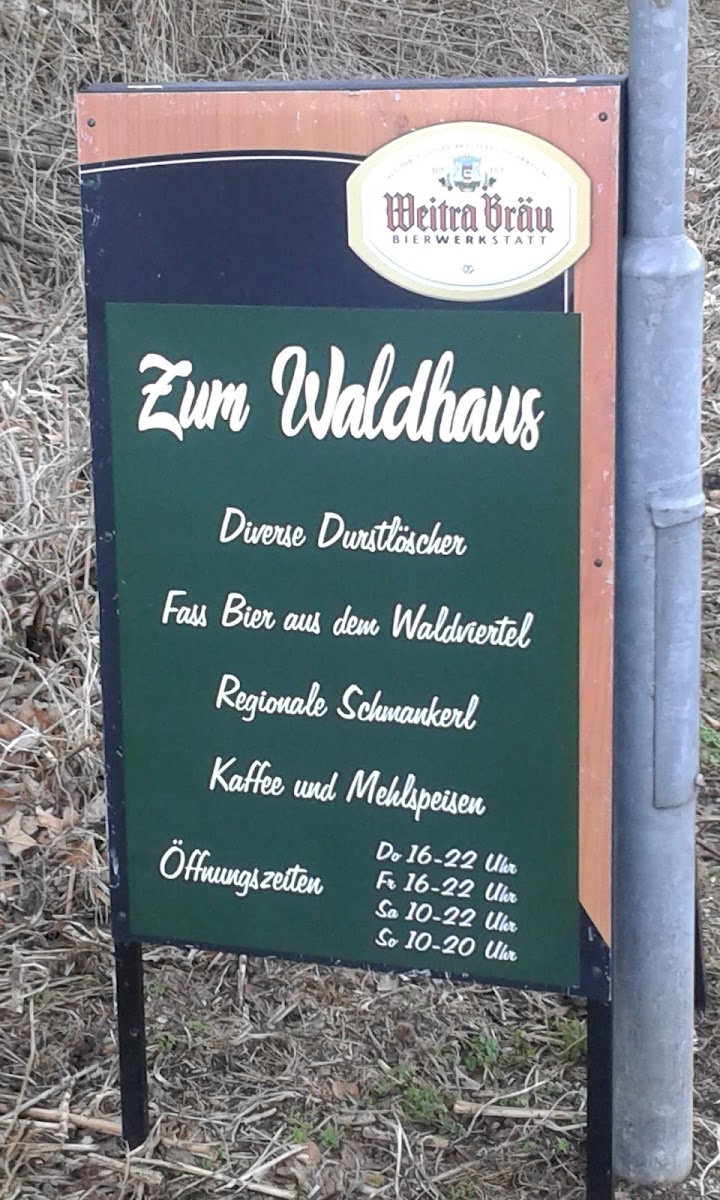 Weitra Bräu
BIERWERKSTATT
Zum Waldhaus
Diverse Durstlöscher
Fass Bier aus dem Waldviertel
Regionale Schmankerl
Kaffee und Mehlspeisen
Öffnungszeiten
Do 16-22 Uhr
Fr 16-22 Uhr
Sa 10-22 Uhr
So 10-20 Uhr